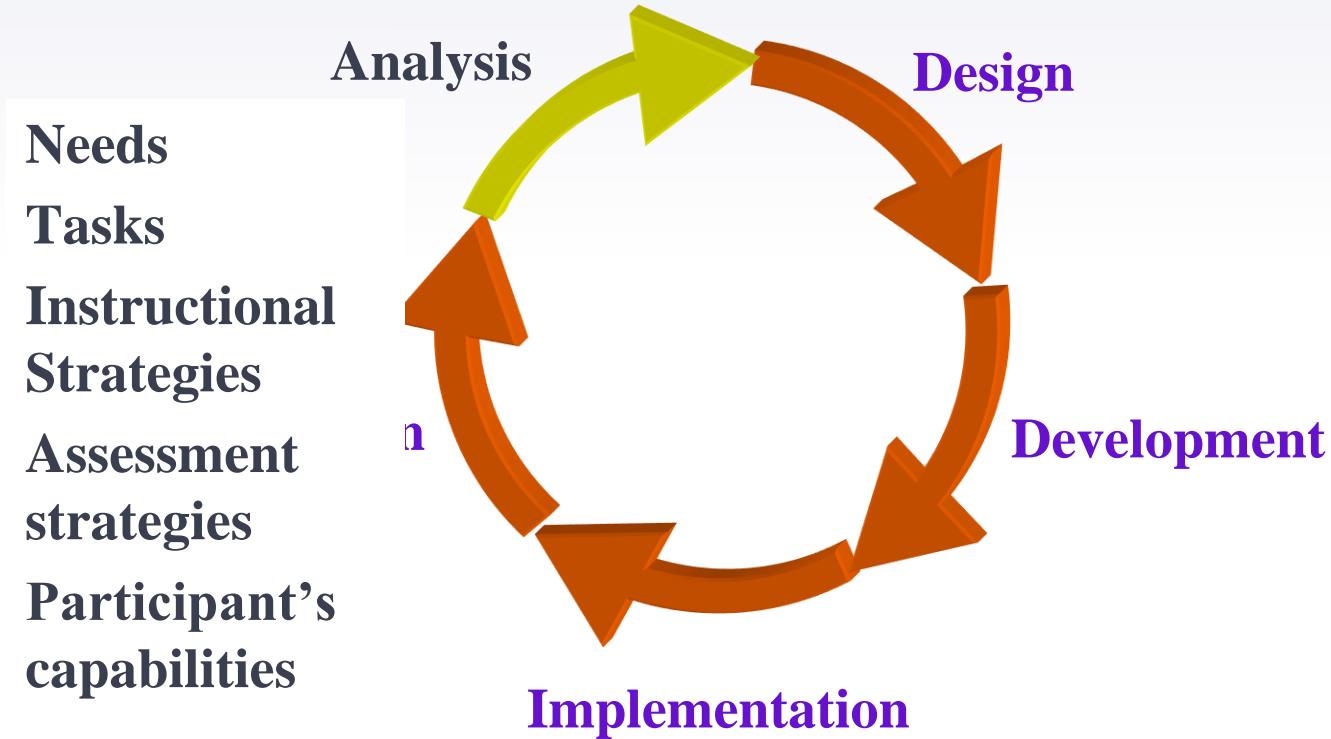 Analysis
Design
Needs
Tasks
Instructional
Strategies
Assessment
strategies
Participant’s
capabilities
n
Development
Implementation